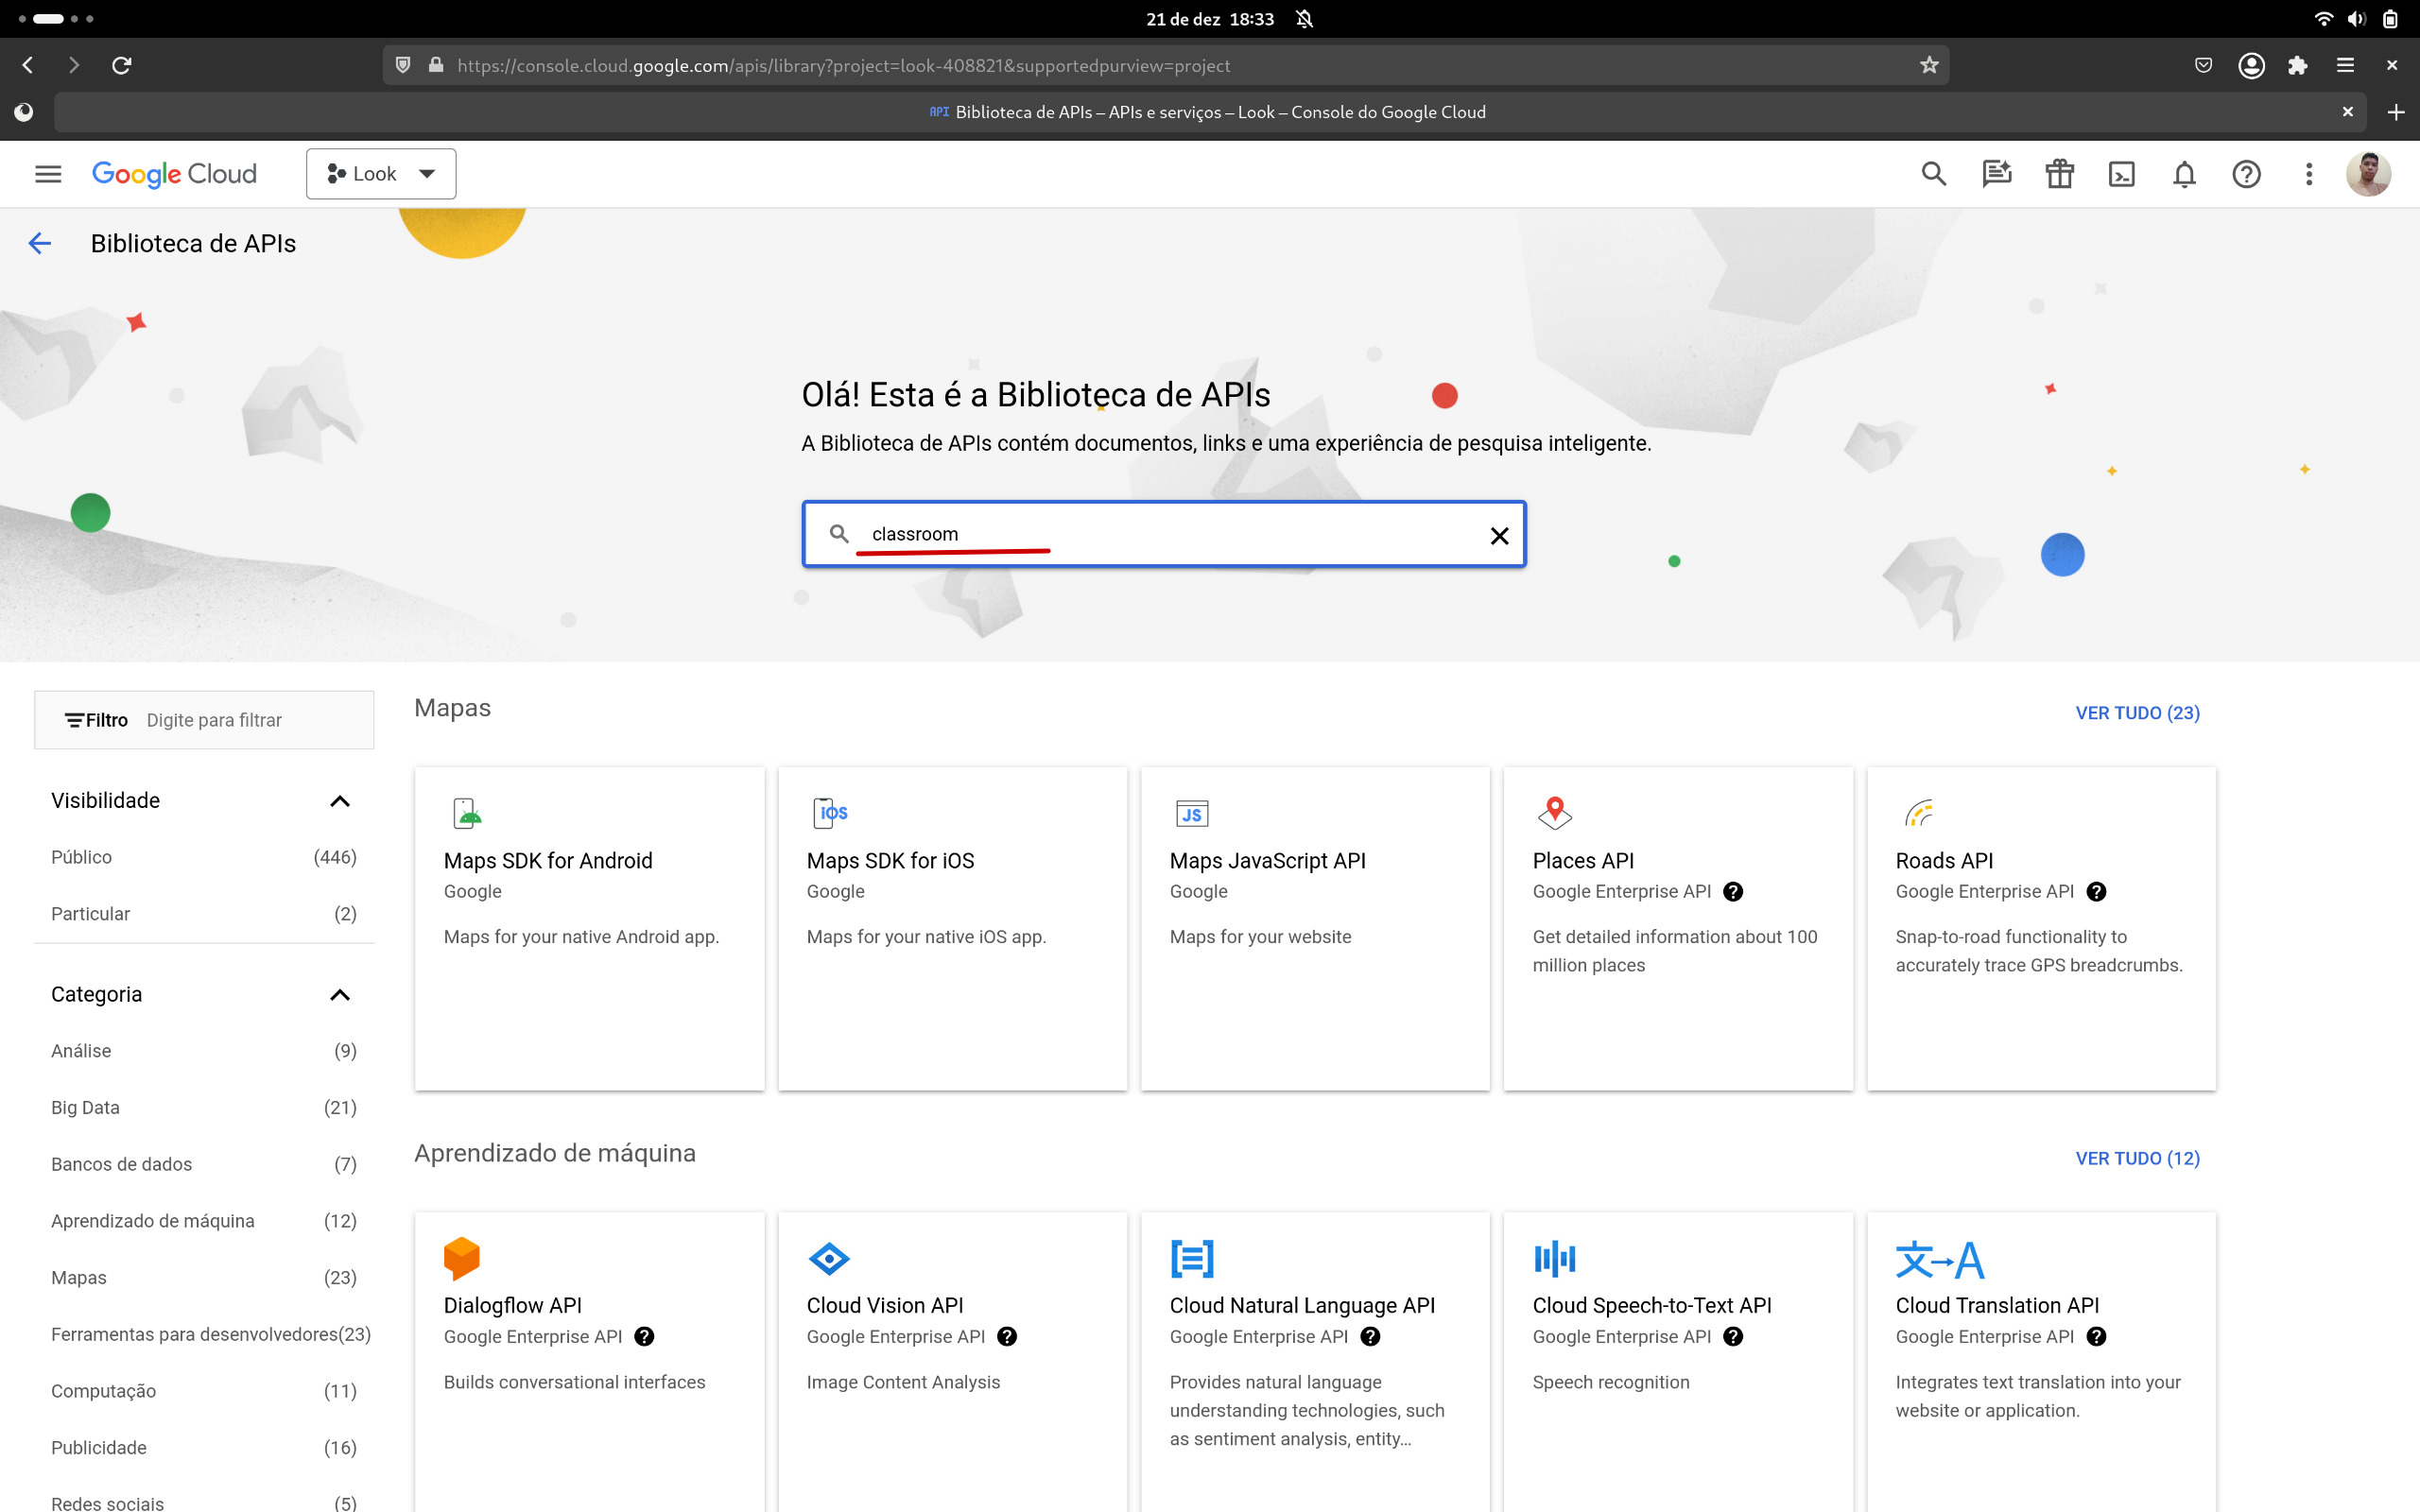 21 de dez 18:33
https://console.cloud.google.com/apis/library?project=look-408821&supportedpurview=project
API Biblioteca de APIs – APIs e serviços – Look – Console do Google Cloud
Google Cloud
Look
Biblioteca de APIs
Olá! Esta é a Biblioteca de APIs
A Biblioteca de APIs contém documentos, links e uma experiência de pesquisa inteligente.
classroom
Filtro Digite para filtrar
Visibilidade
Público (446)
Particular (2)
Categoria
Análise (9)
Big Data (21)
Bancos de dados (7)
Aprendizado de máquina (12)
Mapas (23)
Ferramentas para desenvolvedores(23)
Computação (11)
Publicidade (16)
Redes sociais (5)
Mapas
VER TUDO (23)
Maps SDK for Android
Google
Maps for your native Android app.
iOS
Maps SDK for iOS
Google
Maps for your native iOS app.
JS
Maps JavaScript API
Google
Maps for your website
Places API
Google Enterprise API
Get detailed information about 100
million places
Roads API
Google Enterprise API
Snap-to-road functionality to
accurately trace GPS breadcrumbs.
Aprendizado de máquina
VER TUDO (12)
Dialogflow API
Google Enterprise API
Builds conversational interfaces
Cloud Vision API
Google Enterprise API
Image Content Analysis
Cloud Natural Language API
Google Enterprise API
Provides natural language
understanding technologies, such
as sentiment analysis, entity...
Cloud Speech-to-Text API
Google Enterprise API
Speech recognition
文→A
Cloud Translation API
Google Enterprise API
Integrates text translation into your
website or application.